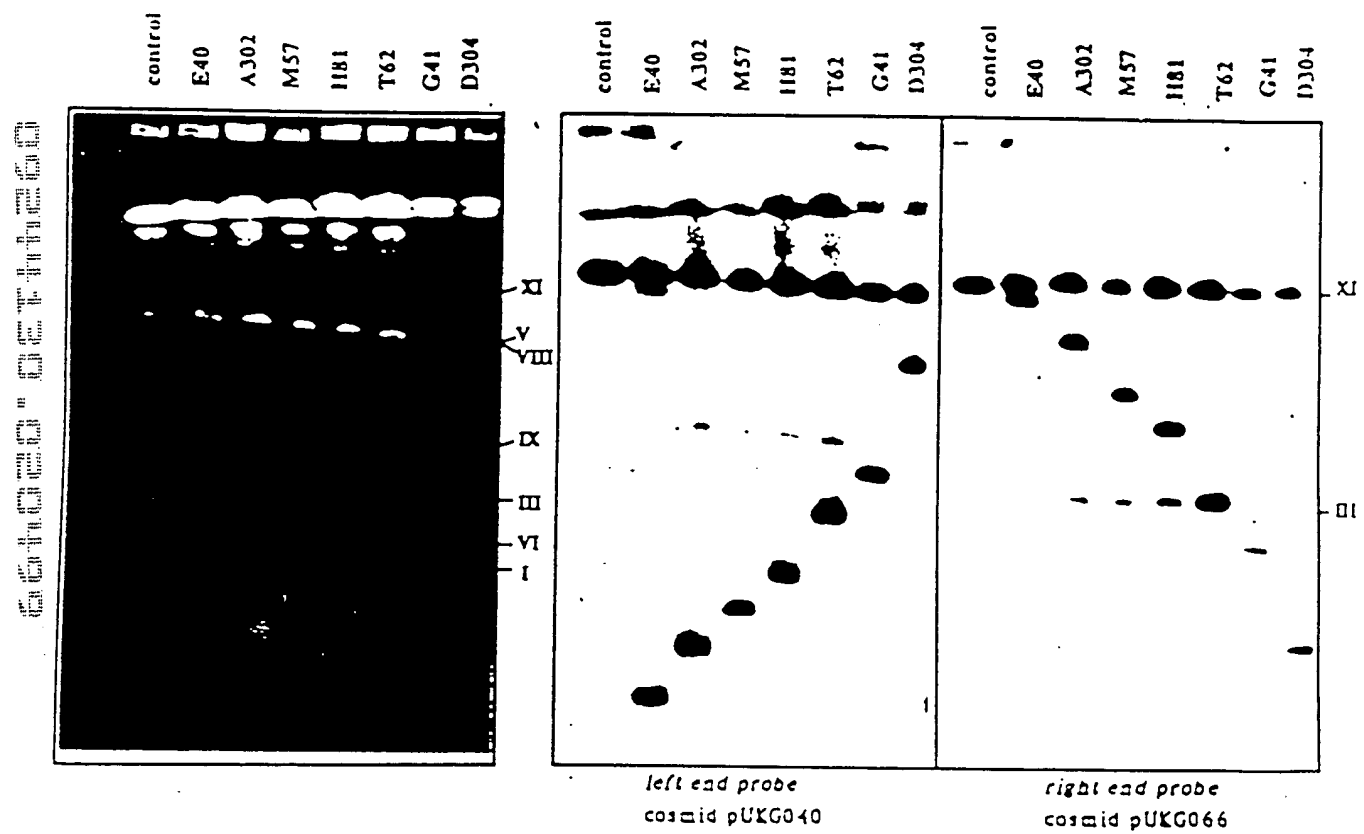 control E40 A302 M57 H81 T62 G41 D304
control E40 A302 M57 H81 T62 G41 D304
control E40 A302 M57 H81 T62 G41 D304
XI
V
VIII
IX
III
VI
I
XI
III
left end probe
cosmid pUKG040
right end probe
cosmid pUKG066